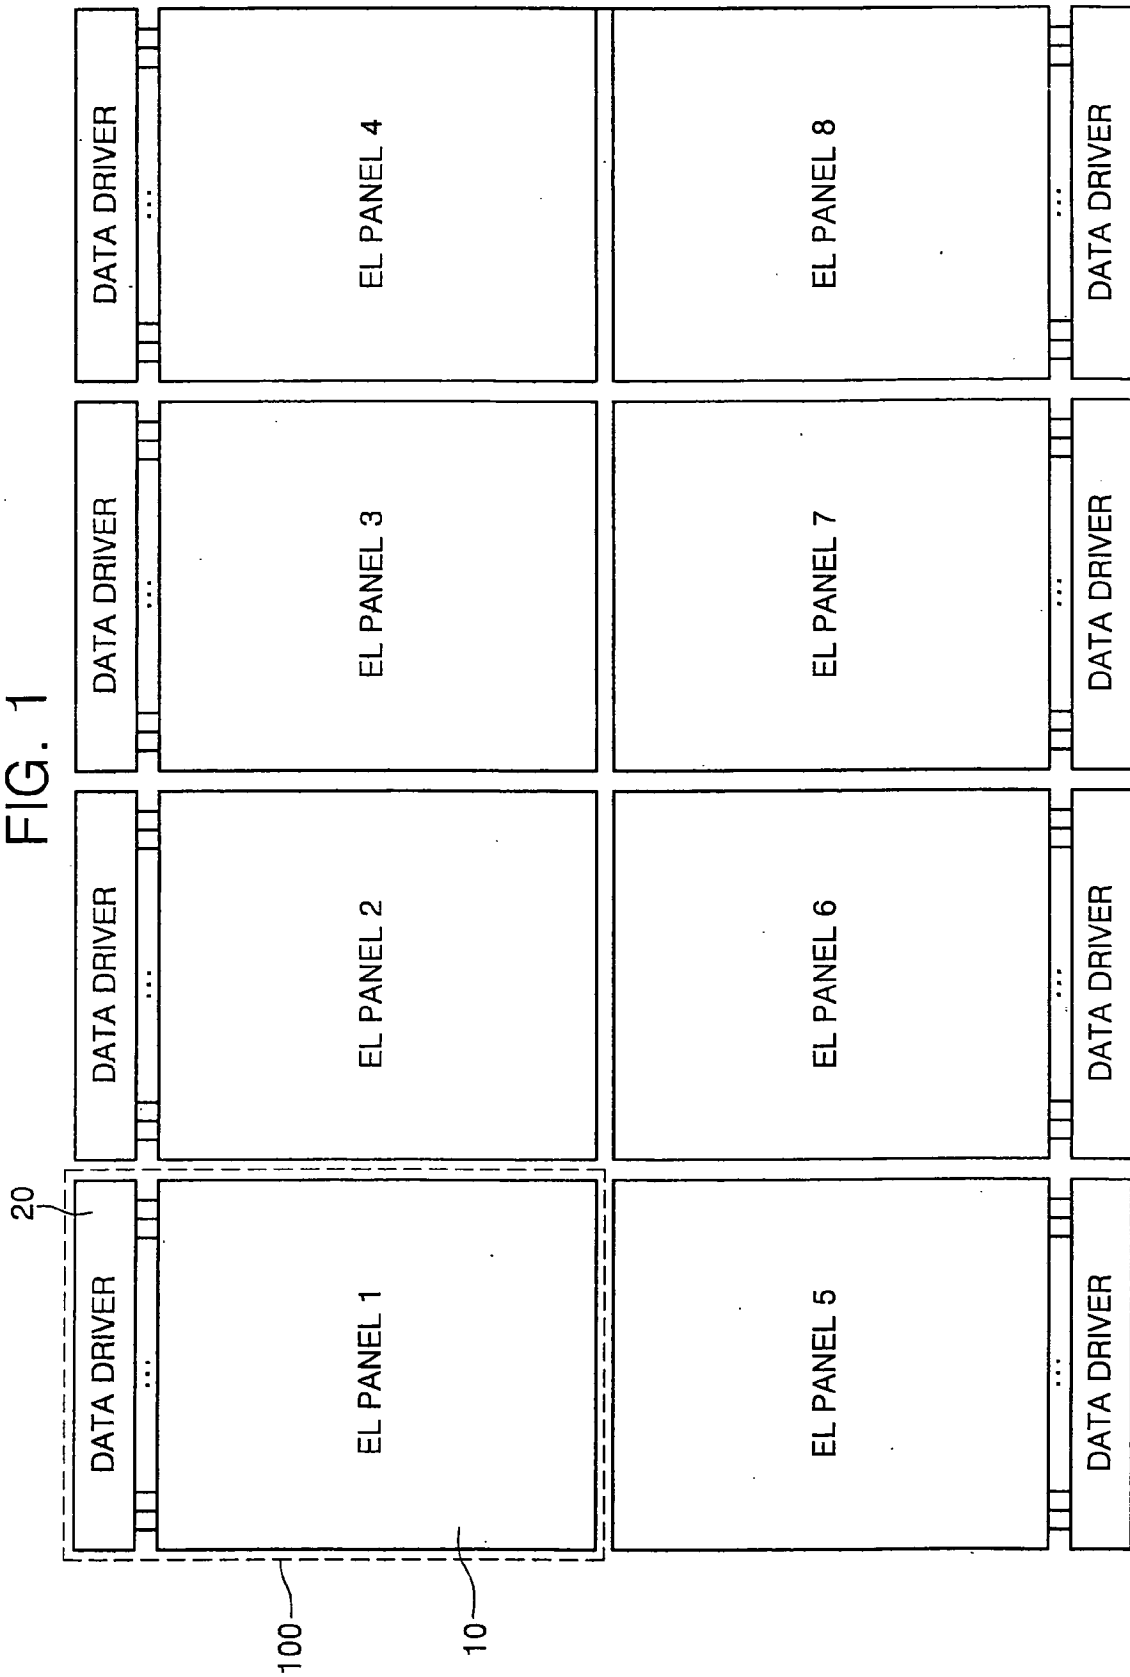 FIG. 1
20
DATA DRIVER
DATA DRIVER
DATA DRIVER
DATA DRIVER
...
...
...
...
EL PANEL 1
EL PANEL 2
EL PANEL 3
EL PANEL 4
100
10
EL PANEL 5
EL PANEL 6
EL PANEL 7
EL PANEL 8
...
...
...
...
DATA DRIVER
DATA DRIVER
DATA DRIVER
DATA DRIVER